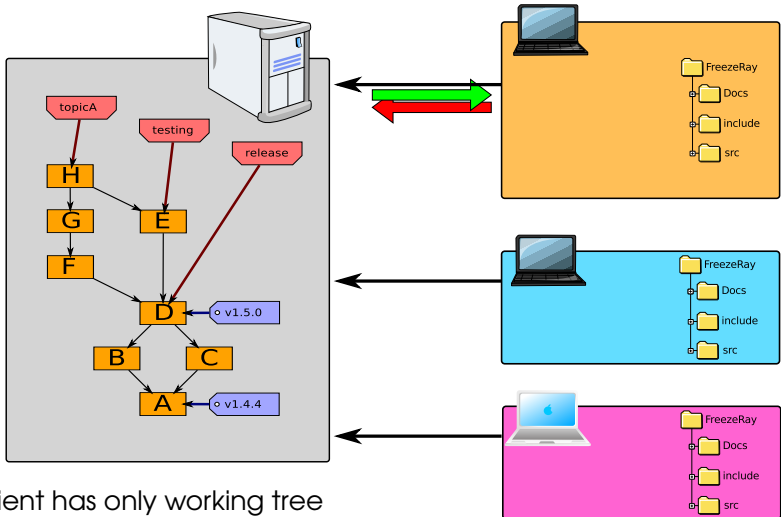 topicA
testing
release
H
G
E
F
D
v1.5.0
B
C
A
v1.4.4
FreezeRay
Docs
include
src
FreezeRay
Docs
include
src
FreezeRay
Docs
include
src
ient has only working tree